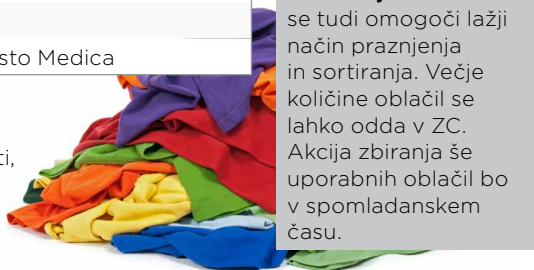 sto Medica
ti,
se tudi omogoči lažji
način praznjenja
in sortiranja. Večje
količine oblačil se
lahko odda v ZC.
Akcija zbiranja še
uporabnih oblačil bo
v spomladanskem
času.